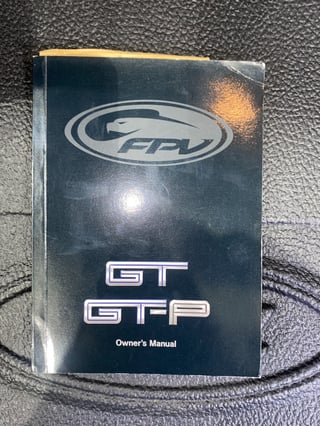 FPV
GT
GT-P
Owner's Manual